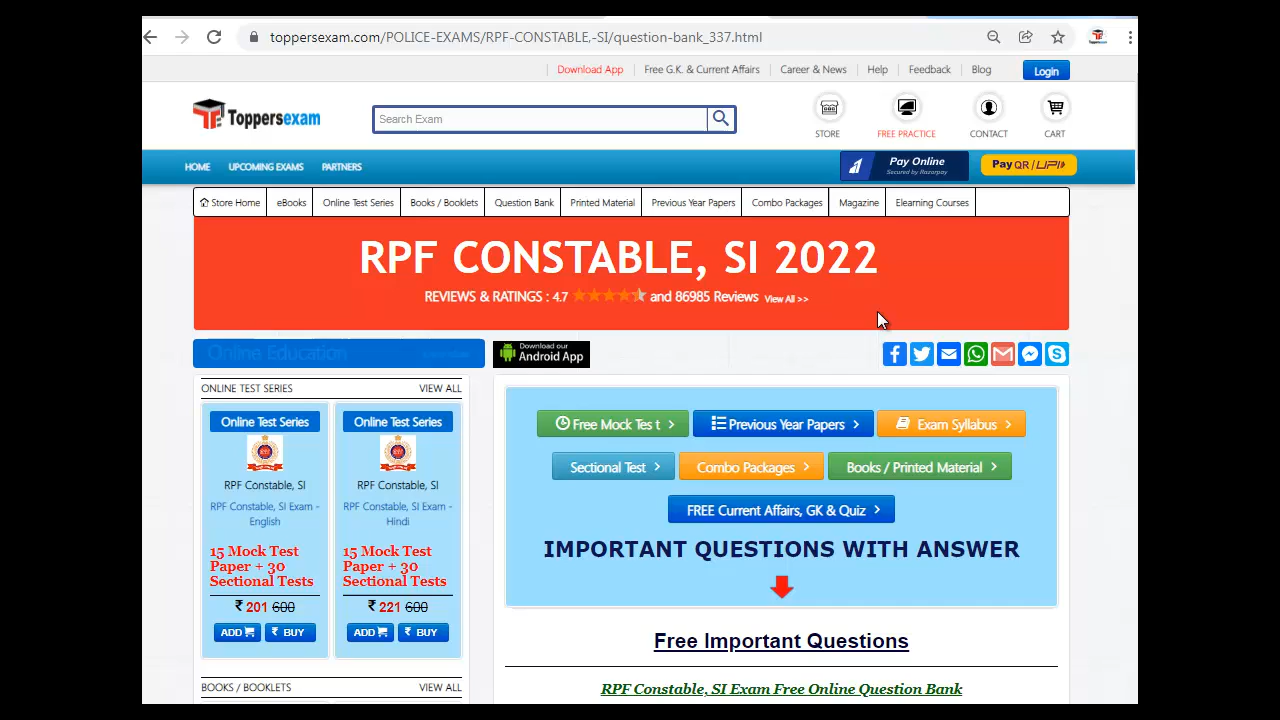 toppersexam.com/POLICE-EXAMS/RPF-CONSTABLE,-SI/question-bank_337.html
Download App Free G.K. & Current Affairs Career & News Help Feedback Blog Login
Toppersexam
Search Exam
STORE FREE PRACTICE CONTACT CART
HOME UPCOMING EXAMS PARTNERS
Pay Online
Secured by Razorpay
Pay QR / UPI
Store Home eBooks Online Test Series Books / Booklets Question Bank Printed Material Previous Year Papers Combo Packages Magazine Elearning Courses
RPF CONSTABLE, SI 2022
REVIEWS & RATINGS : 4.7 and 86985 Reviews View All >>
Online Education
Download our
Android App
ONLINE TEST SERIES VIEW ALL
Online Test Series Online Test Series
RPF Constable, SI RPF Constable, SI
RPF Constable, SI Exam - RPF Constable, SI Exam -
English Hindi
15 Mock Test 15 Mock Test
Paper + 30 Paper + 30
Sectional Tests Sectional Tests
₹ 201 600 ₹ 221 600
ADD ₹ BUY ADD ₹ BUY
BOOKS / BOOKLETS VIEW ALL
Free Mock Tes t Previous Year Papers Exam Syllabus
Sectional Test Combo Packages Books / Printed Material
FREE Current Affairs, GK & Quiz
IMPORTANT QUESTIONS WITH ANSWER
Free Important Questions
RPF Constable, SI Exam Free Online Question Bank